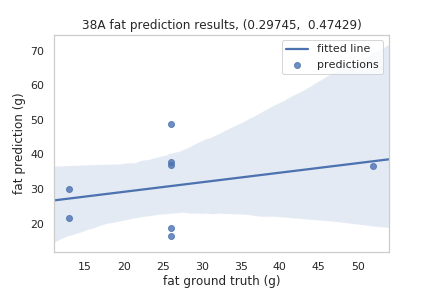 38A fat prediction results, (0.29745,  0.47429)
fitted line
predictions
fat prediction (g)
70
60
50
40
30
20
15 20 25 30 35 40 45 50
fat ground truth (g)